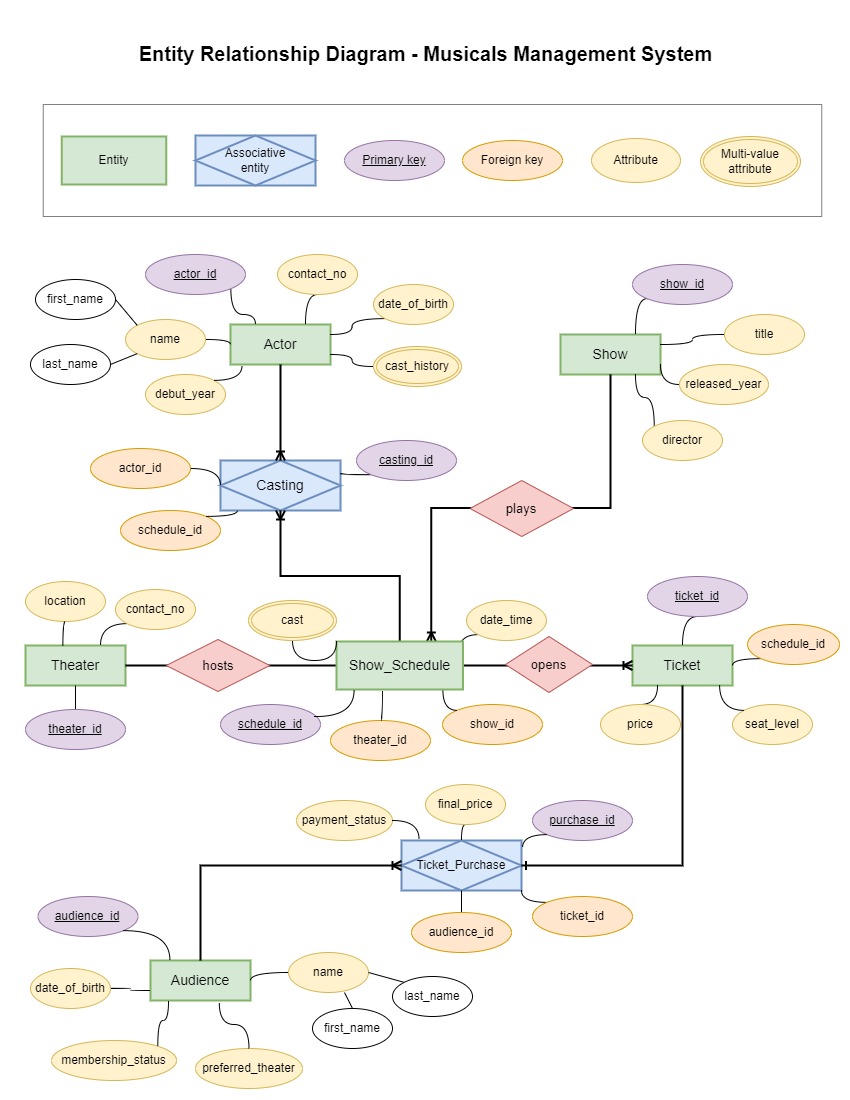 Entity Relationship Diagram - Musicals Management System
Entity
Associative
entity
Primary key
Foreign key
Attribute
Multi-value
attribute
actor_id
contact_no
first_name
date_of_birth
name
Actor
last_name
cast_history
debut_year
show_id
title
Show
released_year
director
actor_id
casting_id
Casting
schedule_id
plays
location
contact_no
cast
date_time
ticket_id
schedule_id
Theater
hosts
Show_Schedule
opens
Ticket
theater_id
schedule_id
theater_id
show_id
price
seat_level
payment_status
final_price
purchase_id
Ticket_Purchase
audience_id
ticket_id
audience_id
date_of_birth
Audience
name
last_name
first_name
membership_status
preferred_theater